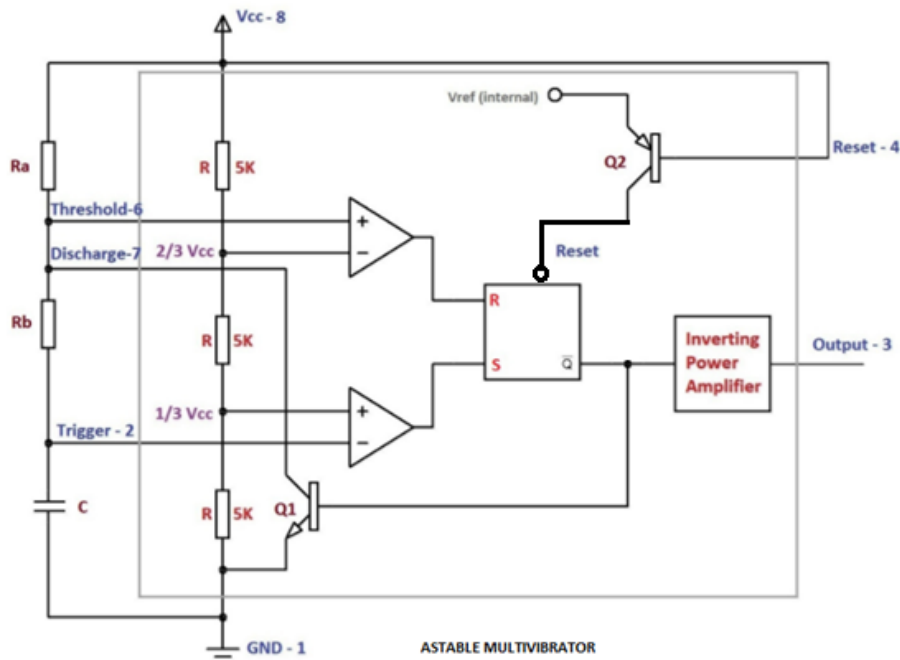 Vcc - 8
Vref (internal)
Ra
R 5K
Q2
Reset - 4
Threshold-6
+
2/3 Vcc
−
Discharge-7
Reset
R
Rb
R 5K
S
Q̅
Inverting
Power
Amplifier
Output - 3
1/3 Vcc
+
Trigger - 2
−
C
R 5K
Q1
GND - 1
ASTABLE MULTIVIBRATOR